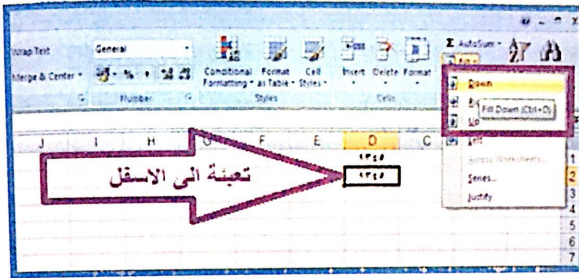 Wrap Text
General
Σ AutoSum
Merge & Center
% ,
Conditional Formatting
Format as Table
Cell Styles
Insert
Delete
Format
Number
Styles
Cells
Down
Fill Down (Ctrl+D)
Up
Left
Across Worksheets...
Series...
Justify
J I H G F E D C
١٣٤٥ 1
١٣٤٥ 2
3
4
5
6
7
تعبئة الى الاسفل